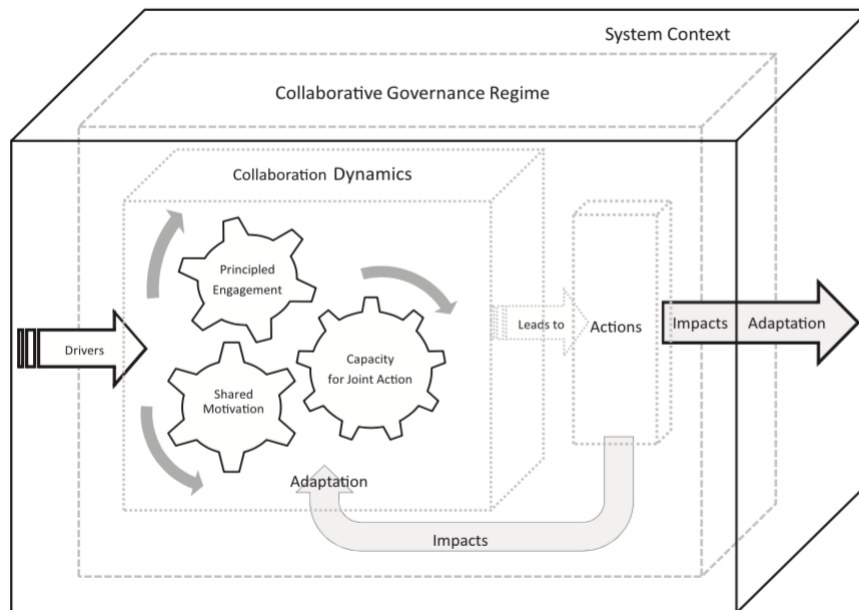 System Context
Collaborative Governance Regime
Collaboration Dynamics
Principled
Engagement
Drivers
Shared
Motivation
Capacity
for Joint Action
Leads to
Actions
Impacts
Adaptation
Adaptation
Impacts